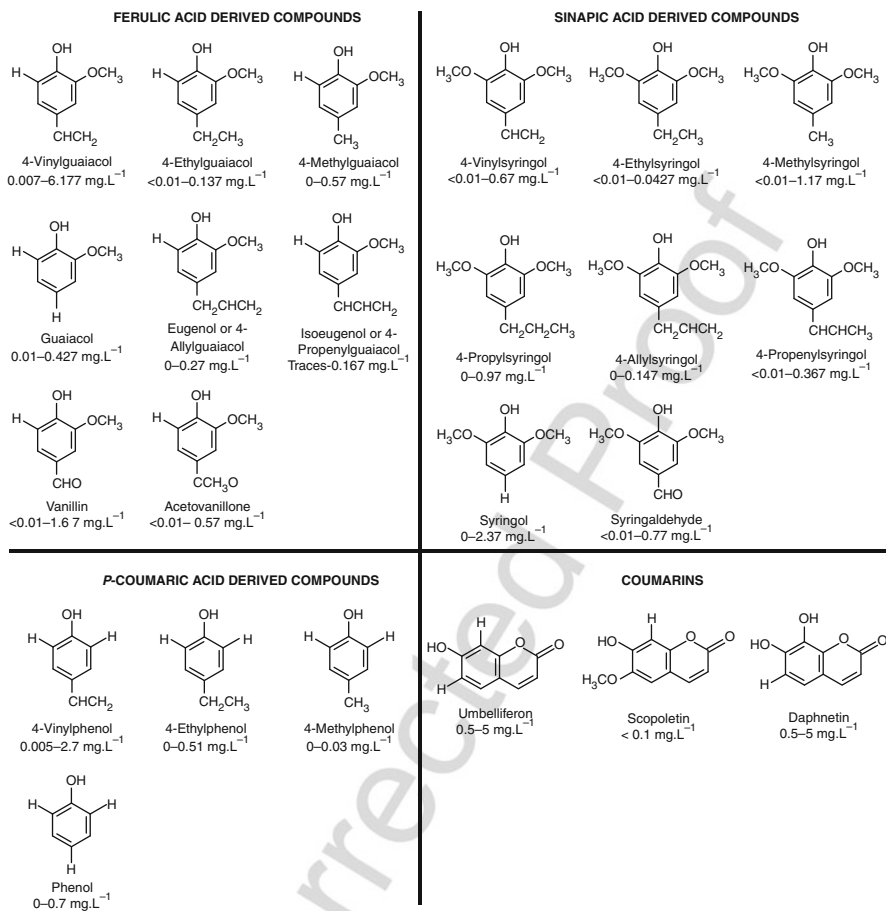 FERULIC ACID DERIVED COMPOUNDS
OH
H
OCH3
CHCH2
4-Vinylguaiacol
0.007–6.177 mg.L−1
OH
H
OCH3
CH2CH3
4-Ethylguaiacol
<0.01–0.137 mg.L−1
OH
H
OCH3
CH3
4-Methylguaiacol
0–0.57 mg.L−1
OH
H
OCH3
H
Guaiacol
0.01–0.427 mg.L−1
OH
H
OCH3
CH2CHCH2
Eugenol or 4-
Allylguaiacol
0–0.27 mg.L−1
OH
H
OCH3
CHCHCH2
Isoeugenol or 4-
Propenylguaiacol
Traces-0.167 mg.L−1
OH
H
OCH3
CHO
Vanillin
<0.01–1.6 7 mg.L−1
OH
H
OCH3
CCH3O
Acetovanillone
<0.01– 0.57 mg.L−1
SINAPIC ACID DERIVED COMPOUNDS
OH
H3CO
OCH3
CHCH2
4-Vinylsyringol
<0.01–0.67 mg.L−1
OH
H3CO
OCH3
CH2CH3
4-Ethylsyringol
<0.01–0.0427 mg.L−1
OH
H3CO
OCH3
CH3
4-Methylsyringol
<0.01–1.17 mg.L−1
OH
H3CO
OCH3
CH2CH2CH3
4-Propylsyringol
0–0.97 mg.L−1
OH
H3CO
OCH3
CH2CHCH2
4-Allylsyringol
0–0.147 mg.L−1
OH
H3CO
OCH3
CHCHCH3
4-Propenylsyringol
<0.01–0.367 mg.L−1
OH
H3CO
OCH3
H
Syringol
0–2.37 mg.L−1
OH
H3CO
OCH3
CHO
Syringaldehyde
<0.01–0.77 mg.L−1
P-COUMARIC ACID DERIVED COMPOUNDS
OH
H
H
CHCH2
4-Vinylphenol
0.005–2.7 mg.L−1
OH
H
H
CH2CH3
4-Ethylphenol
0–0.51 mg.L−1
OH
H
H
CH3
4-Methylphenol
0–0.03 mg.L−1
OH
H
H
H
Phenol
0–0.7 mg.L−1
COUMARINS
H
HO
O
O
H
Umbelliferon
0.5–5 mg.L−1
H
HO
O
O
H3CO
Scopoletin
< 0.1 mg.L−1
OH
HO
O
O
H
Daphnetin
0.5–5 mg.L−1
rrected Proof